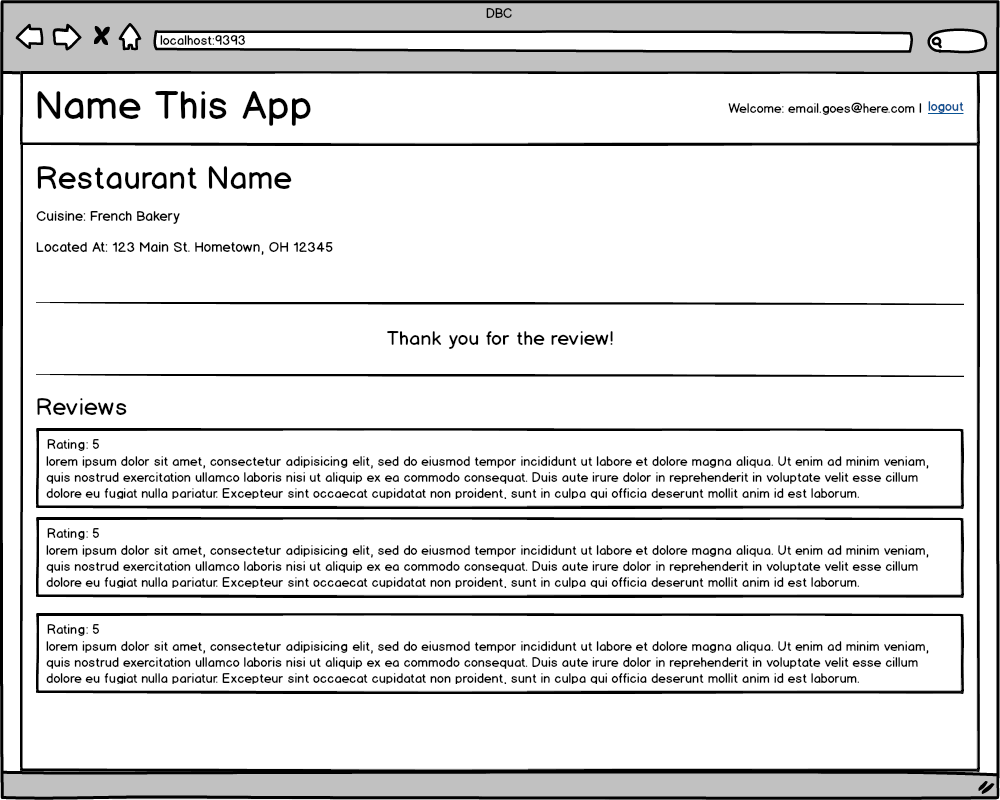 DBC
localhost:9393
Name This App
Welcome: email.goes@here.com | logout
Restaurant Name
Cuisine: French Bakery
Located At: 123 Main St. Hometown, OH 12345
Thank you for the review!
Reviews
Rating: 5
lorem ipsum dolor sit amet, consectetur adipisicing elit, sed do eiusmod tempor incididunt ut labore et dolore magna aliqua. Ut enim ad minim veniam,
quis nostrud exercitation ullamco laboris nisi ut aliquip ex ea commodo consequat. Duis aute irure dolor in reprehenderit in voluptate velit esse cillum
dolore eu fugiat nulla pariatur. Excepteur sint occaecat cupidatat non proident, sunt in culpa qui officia deserunt mollit anim id est laborum.
Rating: 5
lorem ipsum dolor sit amet, consectetur adipisicing elit, sed do eiusmod tempor incididunt ut labore et dolore magna aliqua. Ut enim ad minim veniam,
quis nostrud exercitation ullamco laboris nisi ut aliquip ex ea commodo consequat. Duis aute irure dolor in reprehenderit in voluptate velit esse cillum
dolore eu fugiat nulla pariatur. Excepteur sint occaecat cupidatat non proident, sunt in culpa qui officia deserunt mollit anim id est laborum.
Rating: 5
lorem ipsum dolor sit amet, consectetur adipisicing elit, sed do eiusmod tempor incididunt ut labore et dolore magna aliqua. Ut enim ad minim veniam,
quis nostrud exercitation ullamco laboris nisi ut aliquip ex ea commodo consequat. Duis aute irure dolor in reprehenderit in voluptate velit esse cillum
dolore eu fugiat nulla pariatur. Excepteur sint occaecat cupidatat non proident, sunt in culpa qui officia deserunt mollit anim id est laborum.